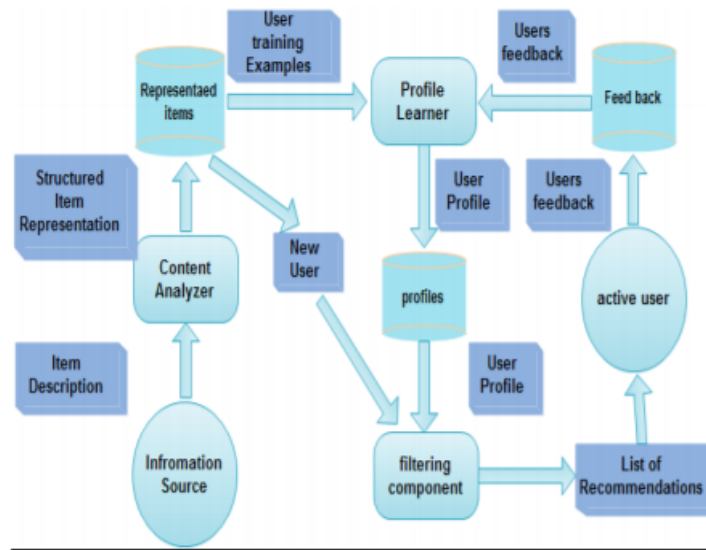 User
training
Examples
Users
feedback
Representaed
items
Profile
Learner
Feed back
Structured
Item
Representation
User
Profile
Users
feedback
New
User
Content
Analyzer
profiles
active user
Item
Description
User
Profile
Infromation
Source
filtering
component
List of
Recommendations